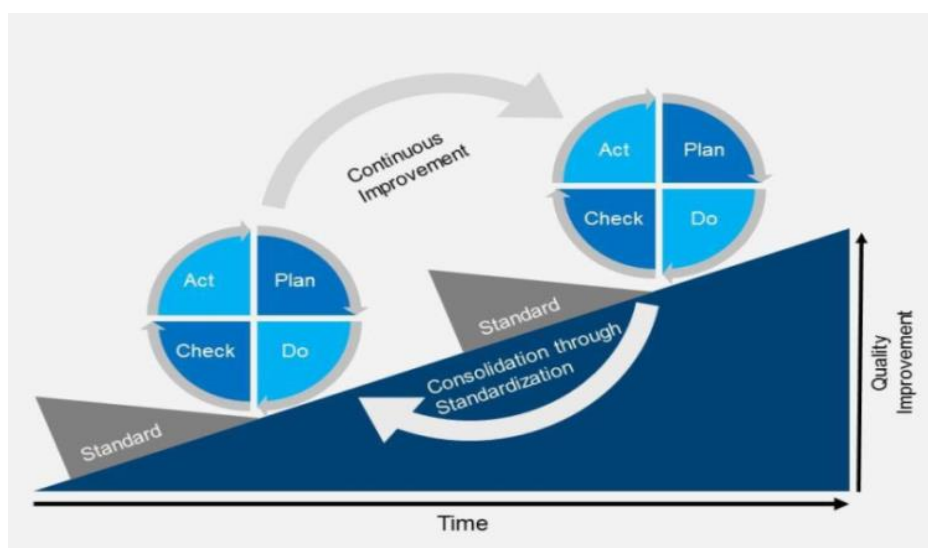 Continuous
Improvement
Act
Plan
Check
Do
Act
Plan
Check
Do
Standard
Standard
Consolidation through
Standardization
Quality
Improvement
Time